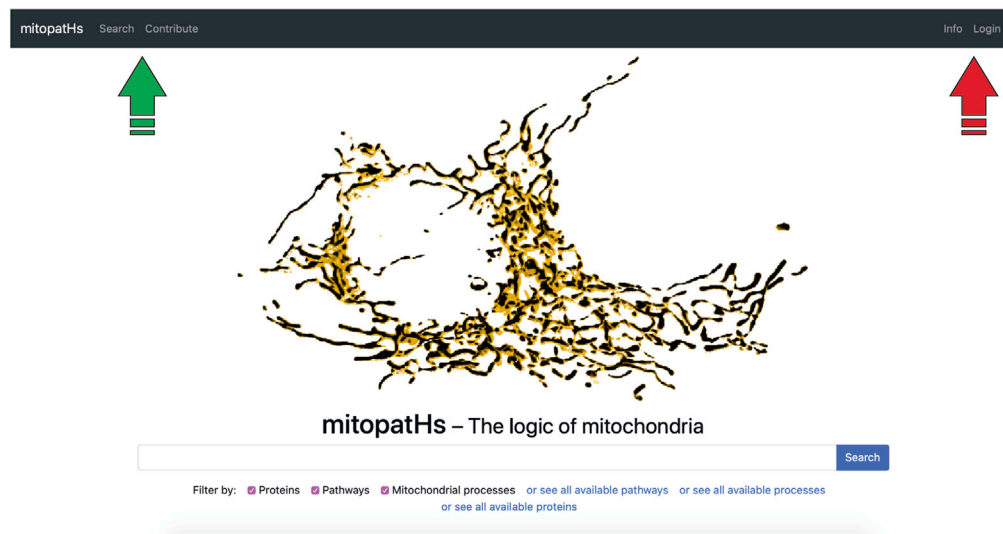 mitopatHs Search Contribute Info Login
mitopatHs – The logic of mitochondria
Search
Filter by: Proteins Pathways Mitochondrial processes or see all available pathways or see all available processes
or see all available proteins